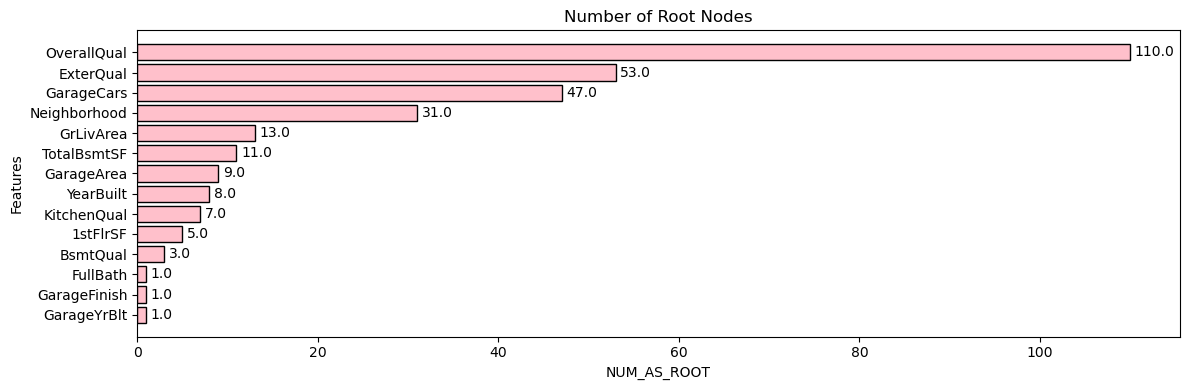 Number of Root Nodes
Features
OverallQual 110.0
ExterQual 53.0
GarageCars 47.0
Neighborhood 31.0
GrLivArea 13.0
TotalBsmtSF 11.0
GarageArea 9.0
YearBuilt 8.0
KitchenQual 7.0
1stFlrSF 5.0
BsmtQual 3.0
FullBath 1.0
GarageFinish 1.0
GarageYrBlt 1.0
0 20 40 60 80 100
NUM_AS_ROOT